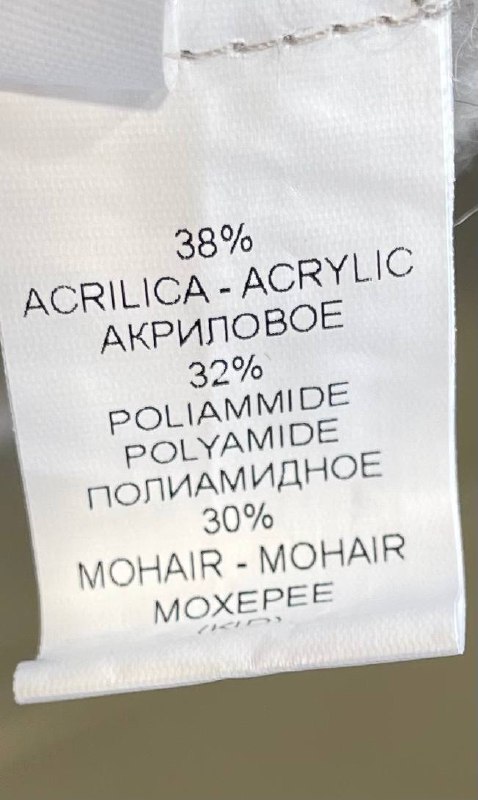 38%
ACRILICA - ACRYLIC
АКРИЛОВОЕ
32%
POLIAMMIDE
POLYAMIDE
ПОЛИАМИДНОЕ
30%
MOHAIR - MOHAIR
МОХЕРЕЕ